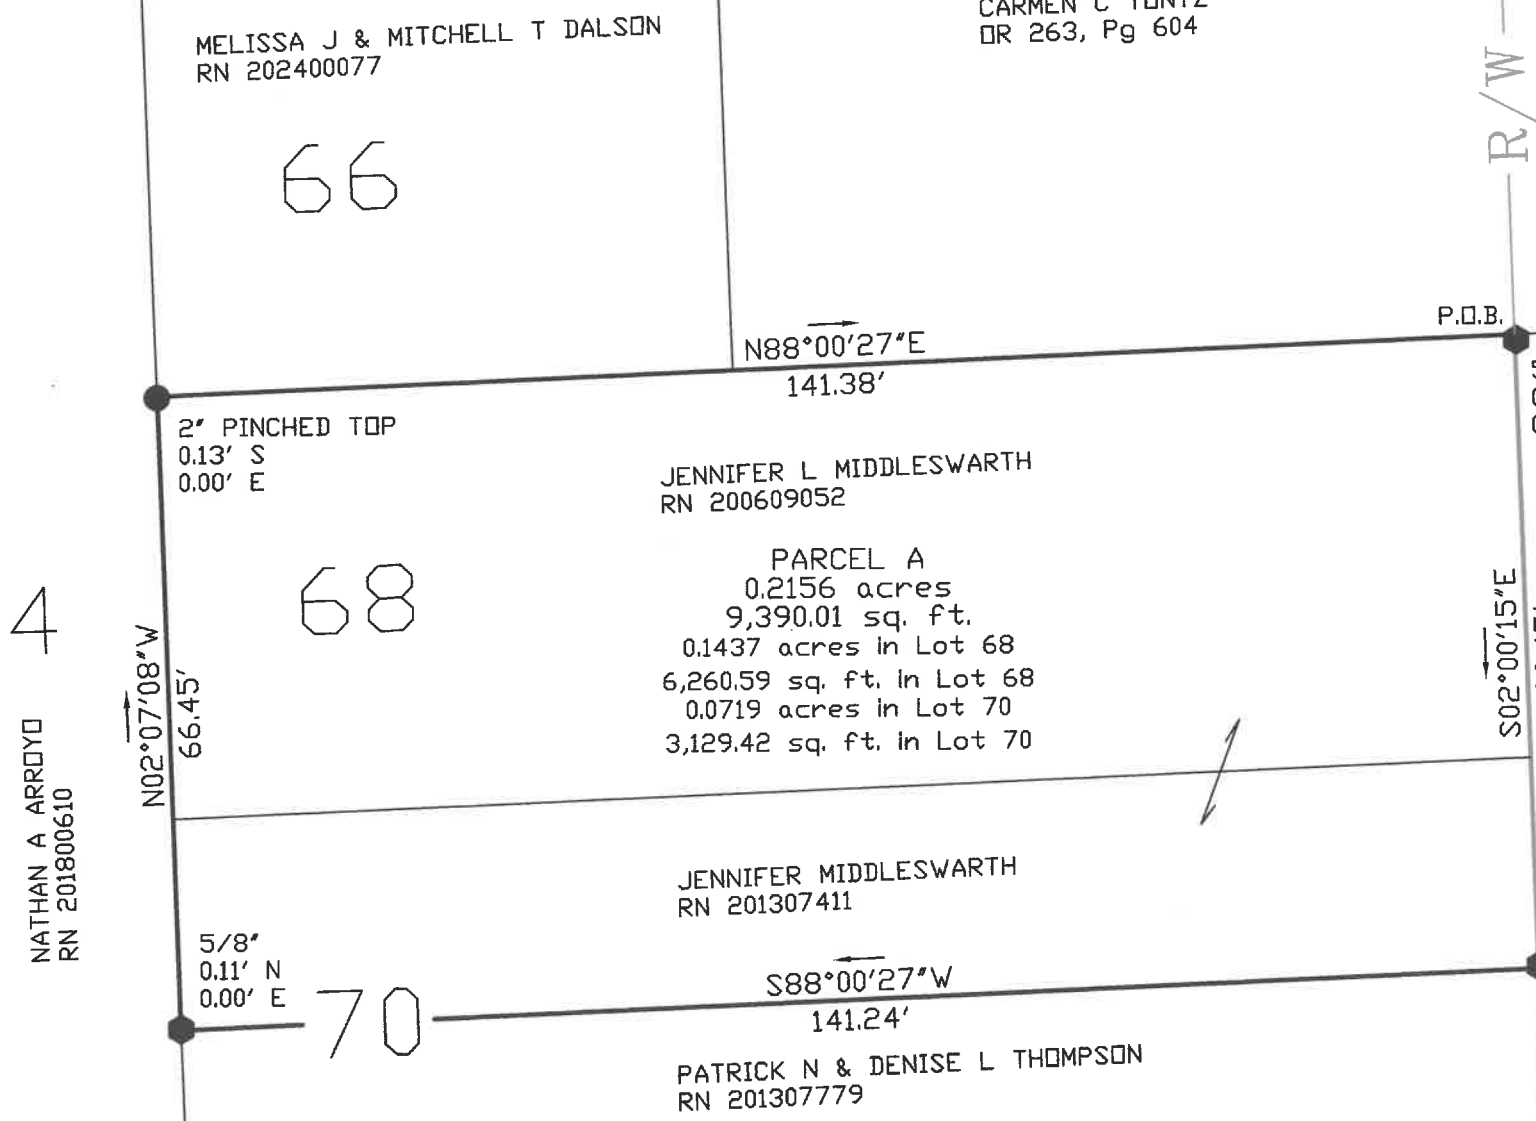 MELISSA J & MITCHELL T DALSON
RN 202400077
CARMEN C
OR 263, Pg 604
R/W
66
P.O.B.
N88°00'27"E
141.38'
2" PINCHED TOP
0.13' S
0.00' E
JENNIFER L MIDDLESWARTH
RN 200609052
PARCEL A
0.2156 acres
9,390.01 sq. ft.
0.1437 acres in Lot 68
6,260.59 sq. ft. in Lot 68
0.0719 acres in Lot 70
3,129.42 sq. ft. in Lot 70
68
4
N02°07'08"W
66.45'
S02°00'15"E
NATHAN A ARROYO
RN 201800610
JENNIFER MIDDLESWARTH
RN 201307411
5/8"
0.11' N
0.00' E
70
S88°00'27"W
141.24'
PATRICK N & DENISE L THOMPSON
RN 201307779